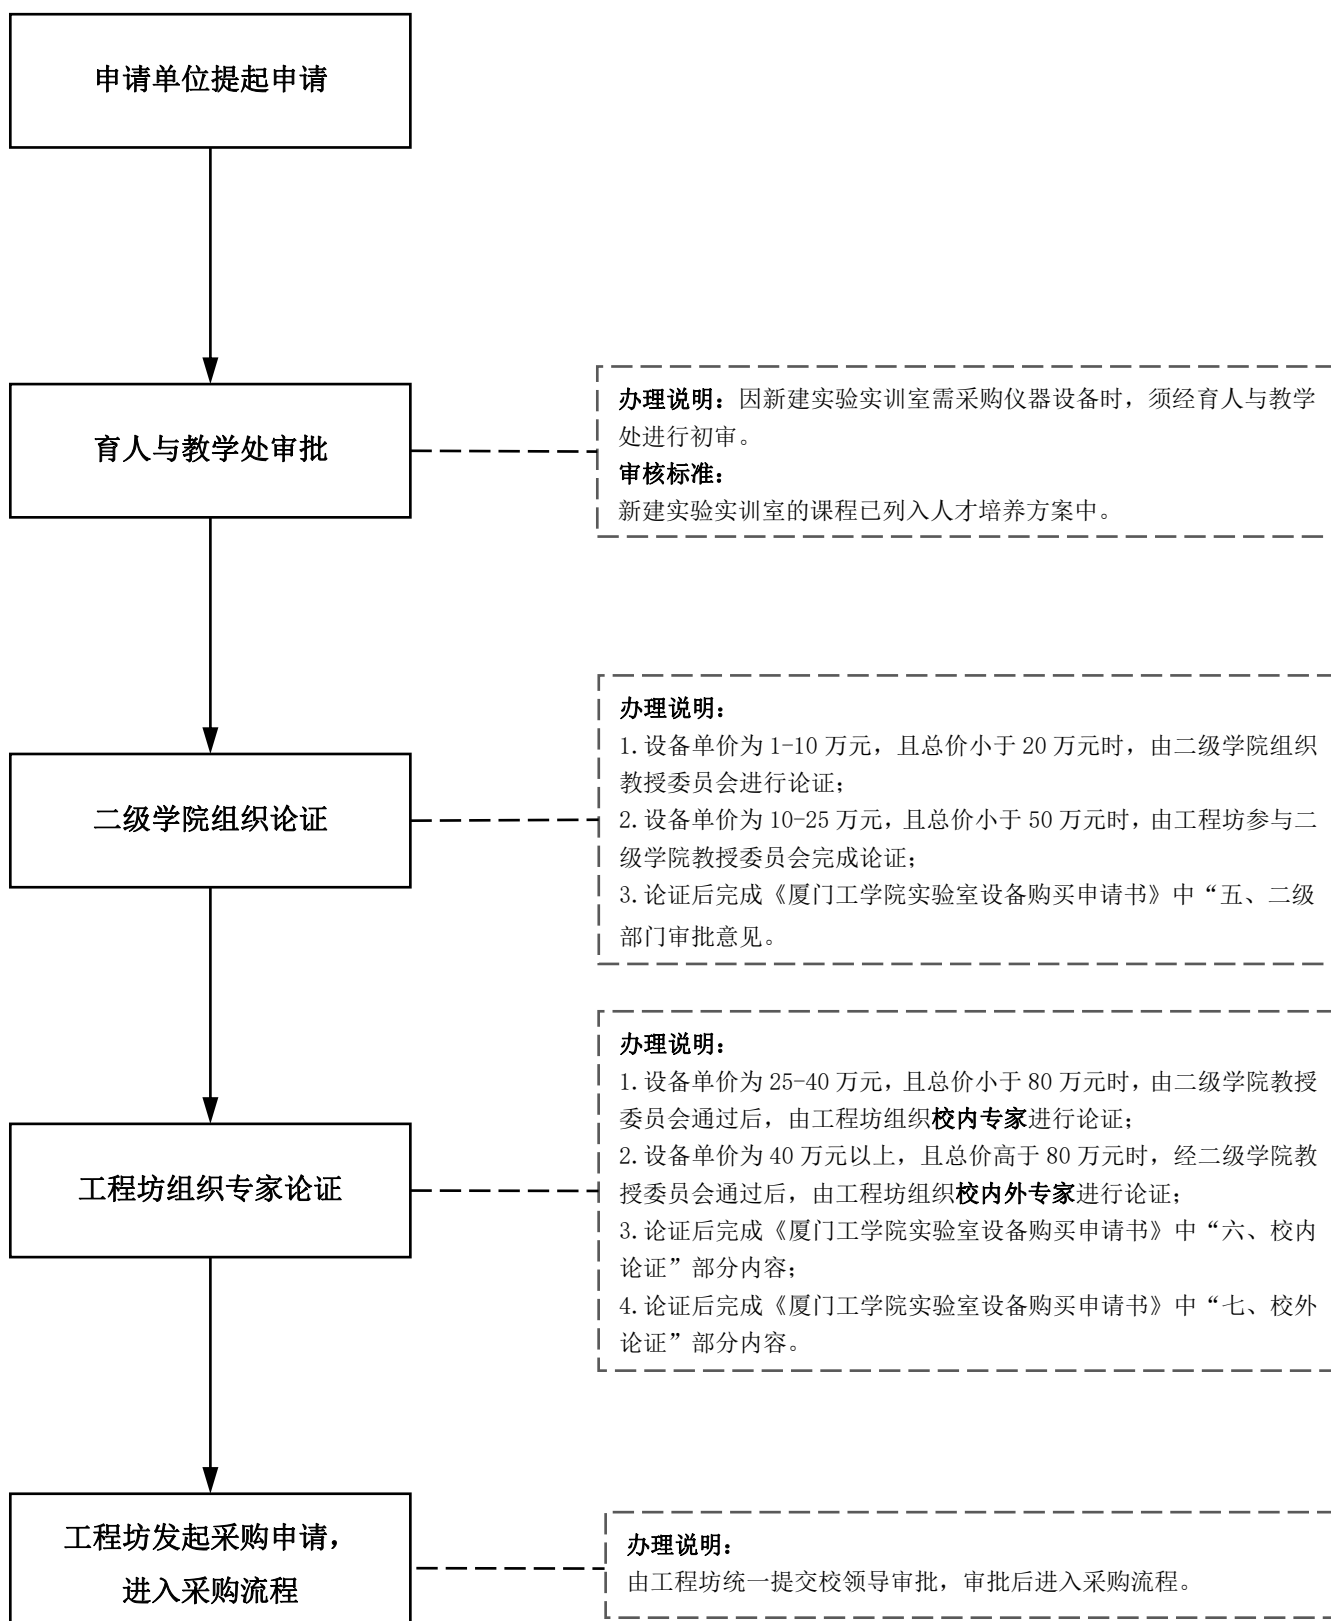 申请单位提起申请
育人与教学处审批
办理说明：因新建实验实训室需采购仪器设备时，须经育人与教学
处进行初审。
审核标准：
新建实验实训室的课程已列入人才培养方案中。
二级学院组织论证
办理说明：
1.设备单价为 1-10 万元，且总价小于 20 万元时，由二级学院组织
教授委员会进行论证；
2.设备单价为 10-25 万元，且总价小于 50 万元时，由工程坊参与二
级学院教授委员会完成论证；
3.论证后完成《厦门工学院实验室设备购买申请书》中“五、二级
部门审批意见。
工程坊组织专家论证
办理说明：
1.设备单价为 25-40 万元，且总价小于 80 万元时，由二级学院教授
委员会通过后，由工程坊组织校内专家进行论证；
2.设备单价为 40 万元以上，且总价高于 80 万元时，经二级学院教
授委员会通过后，由工程坊组织校内外专家进行论证；
3.论证后完成《厦门工学院实验室设备购买申请书》中“六、校内
论证”部分内容；
4.论证后完成《厦门工学院实验室设备购买申请书》中“七、校外
论证”部分内容。
工程坊发起采购申请，
进入采购流程
办理说明：
由工程坊统一提交校领导审批，审批后进入采购流程。